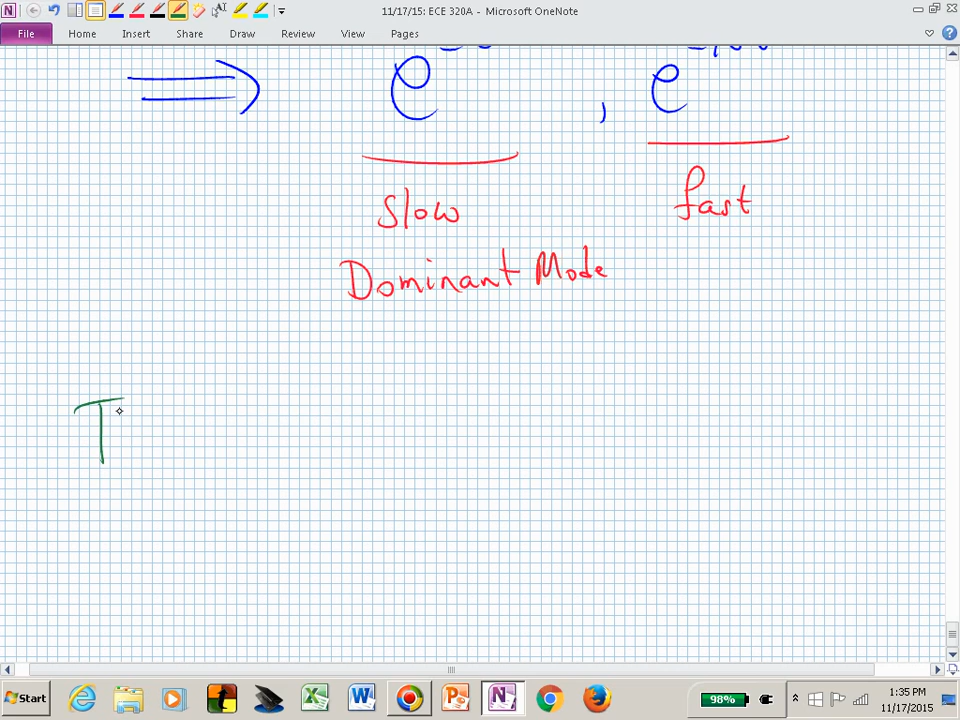 11/17/15: ECE 320A - Microsoft OneNote
File Home Insert Share Draw Review View Pages
⇒ e , e
Slow fast
Dominant Mode
T
Start 98% 1:35 PM
11/17/2015